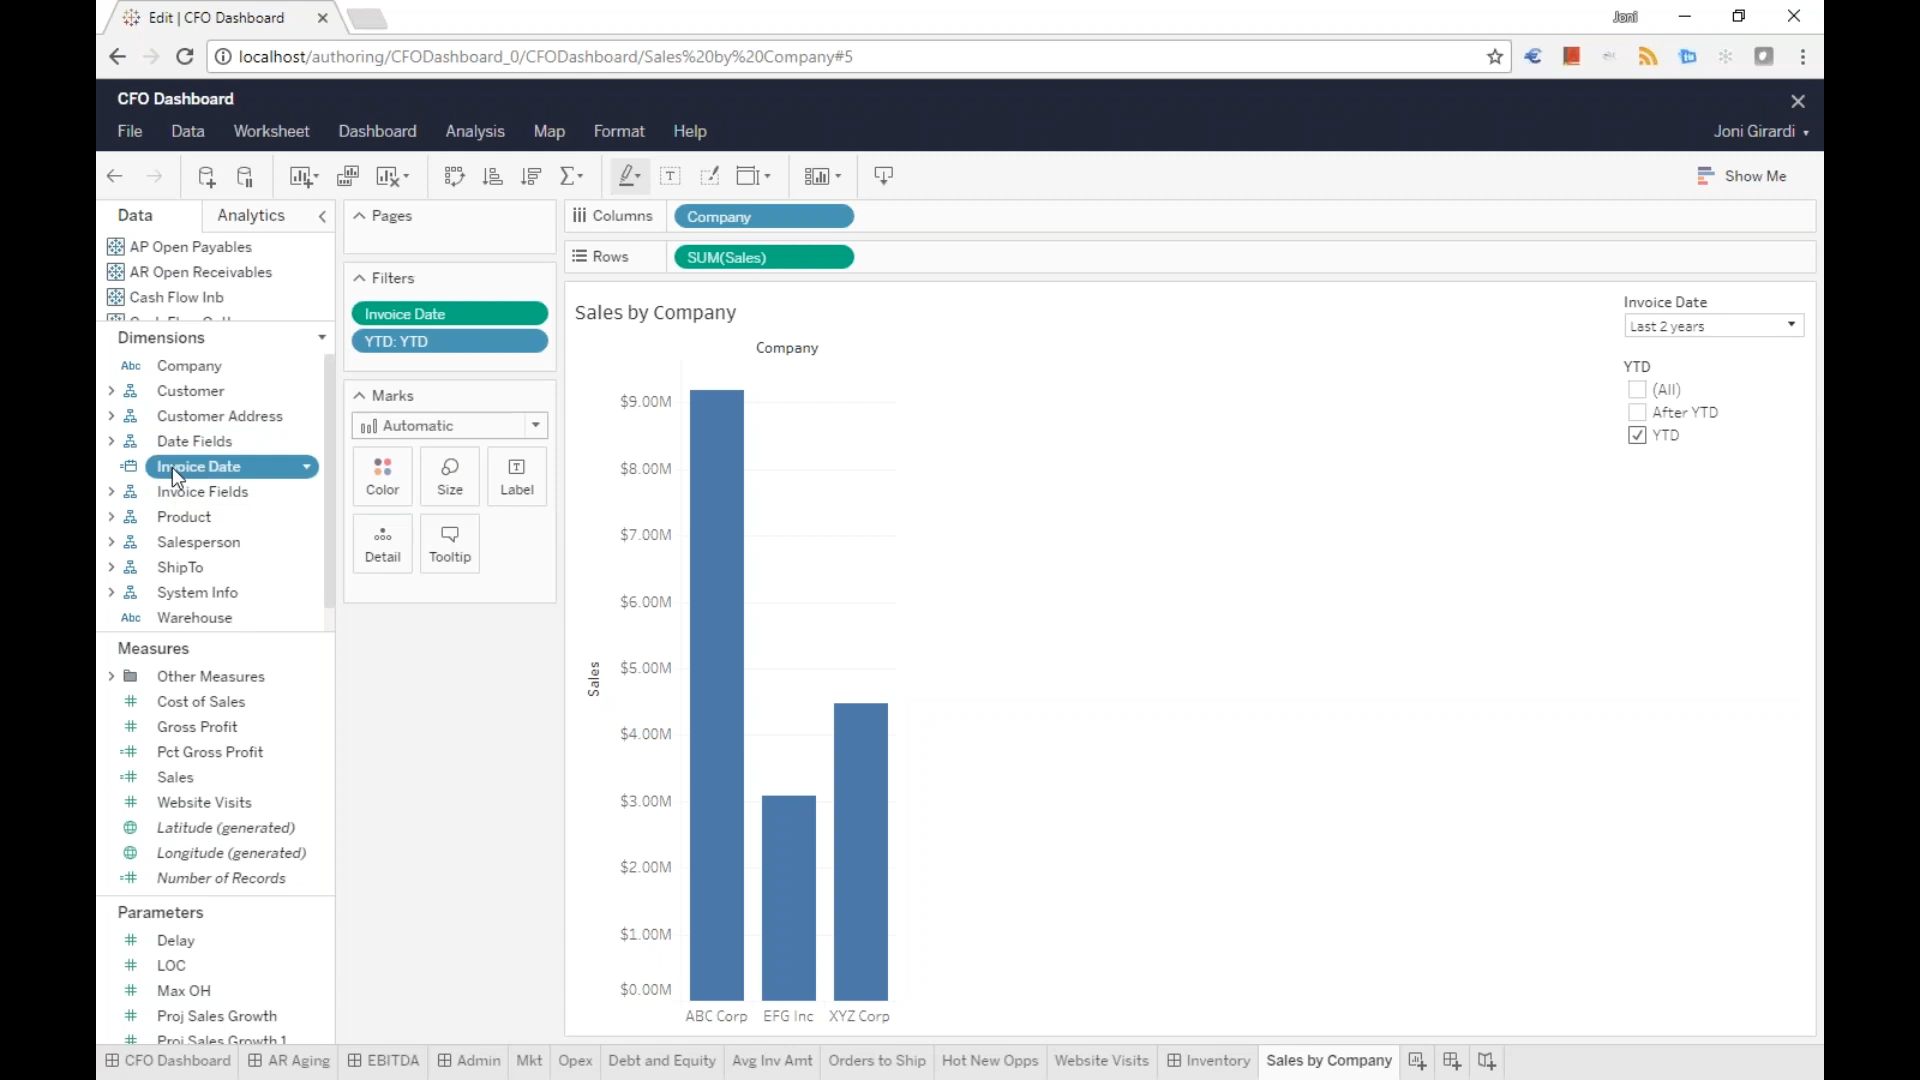 Edit | CFO Dashboard
Joni
localhost/authoring/CFODashboard_0/CFODashboard/Sales%20by%20Company#5
CFO Dashboard
File Data Worksheet Dashboard Analysis Map Format Help
Joni Girardi
Show Me
Data Analytics
AP Open Payables
AR Open Receivables
Cash Flow Inb
Dimensions
Abc Company
Customer
Customer Address
Date Fields
Invoice Date
Invoice Fields
Product
Salesperson
ShipTo
System Info
Abc Warehouse
Measures
Other Measures
Cost of Sales
Gross Profit
Pct Gross Profit
Sales
Website Visits
Latitude (generated)
Longitude (generated)
Number of Records
Parameters
Delay
LOC
Max OH
Proj Sales Growth
Proj Sales Growth 1
Pages
Filters
Invoice Date
YTD: YTD
Marks
Automatic
Color Size Label
Detail Tooltip
Columns Company
Rows SUM(Sales)
Sales by Company
Company
Sales
$9.00M
$8.00M
$7.00M
$6.00M
$5.00M
$4.00M
$3.00M
$2.00M
$1.00M
$0.00M
ABC Corp EFG Inc XYZ Corp
Invoice Date
Last 2 years
YTD
(All)
After YTD
YTD
CFO Dashboard AR Aging EBITDA Admin Mkt Opex Debt and Equity Avg Inv Amt Orders to Ship Hot New Opps Website Visits Inventory Sales by Company